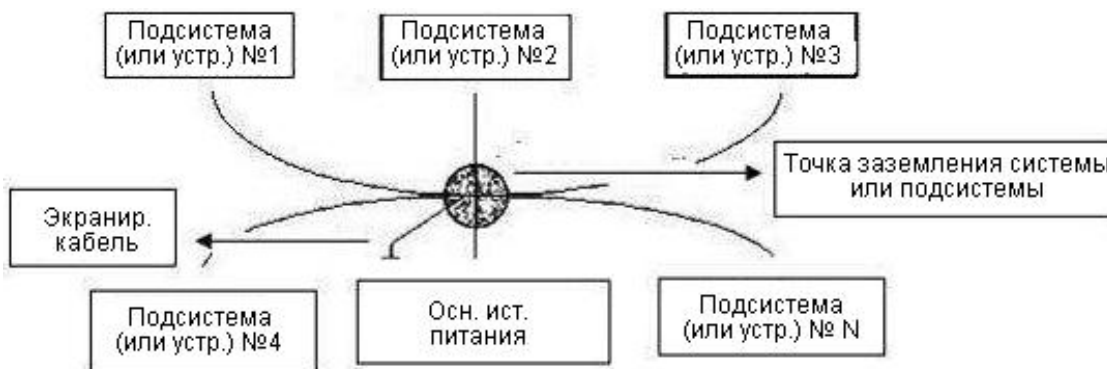 Подсистема
(или устр.) №1
Подсистема
(или устр.) №2
Подсистема
(или устр.) №3
Точка заземления системы
или подсистемы
Экранир.
кабель
Подсистема
(или устр.) №4
Осн. ист.
питания
Подсистема
(или устр.) № N